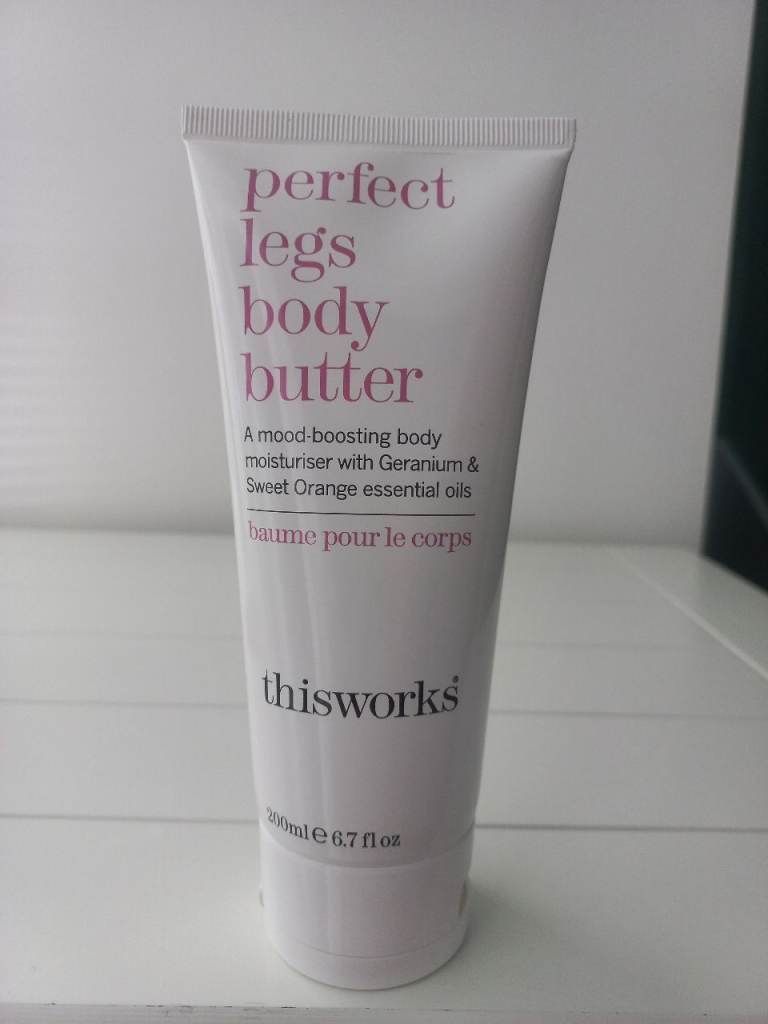 perfect
legs
body
butter
A mood-boosting body
moisturiser with Geranium &
Sweet Orange essential oils
baume pour le corps
thisworks®
200ml ℮ 6.7 fl oz